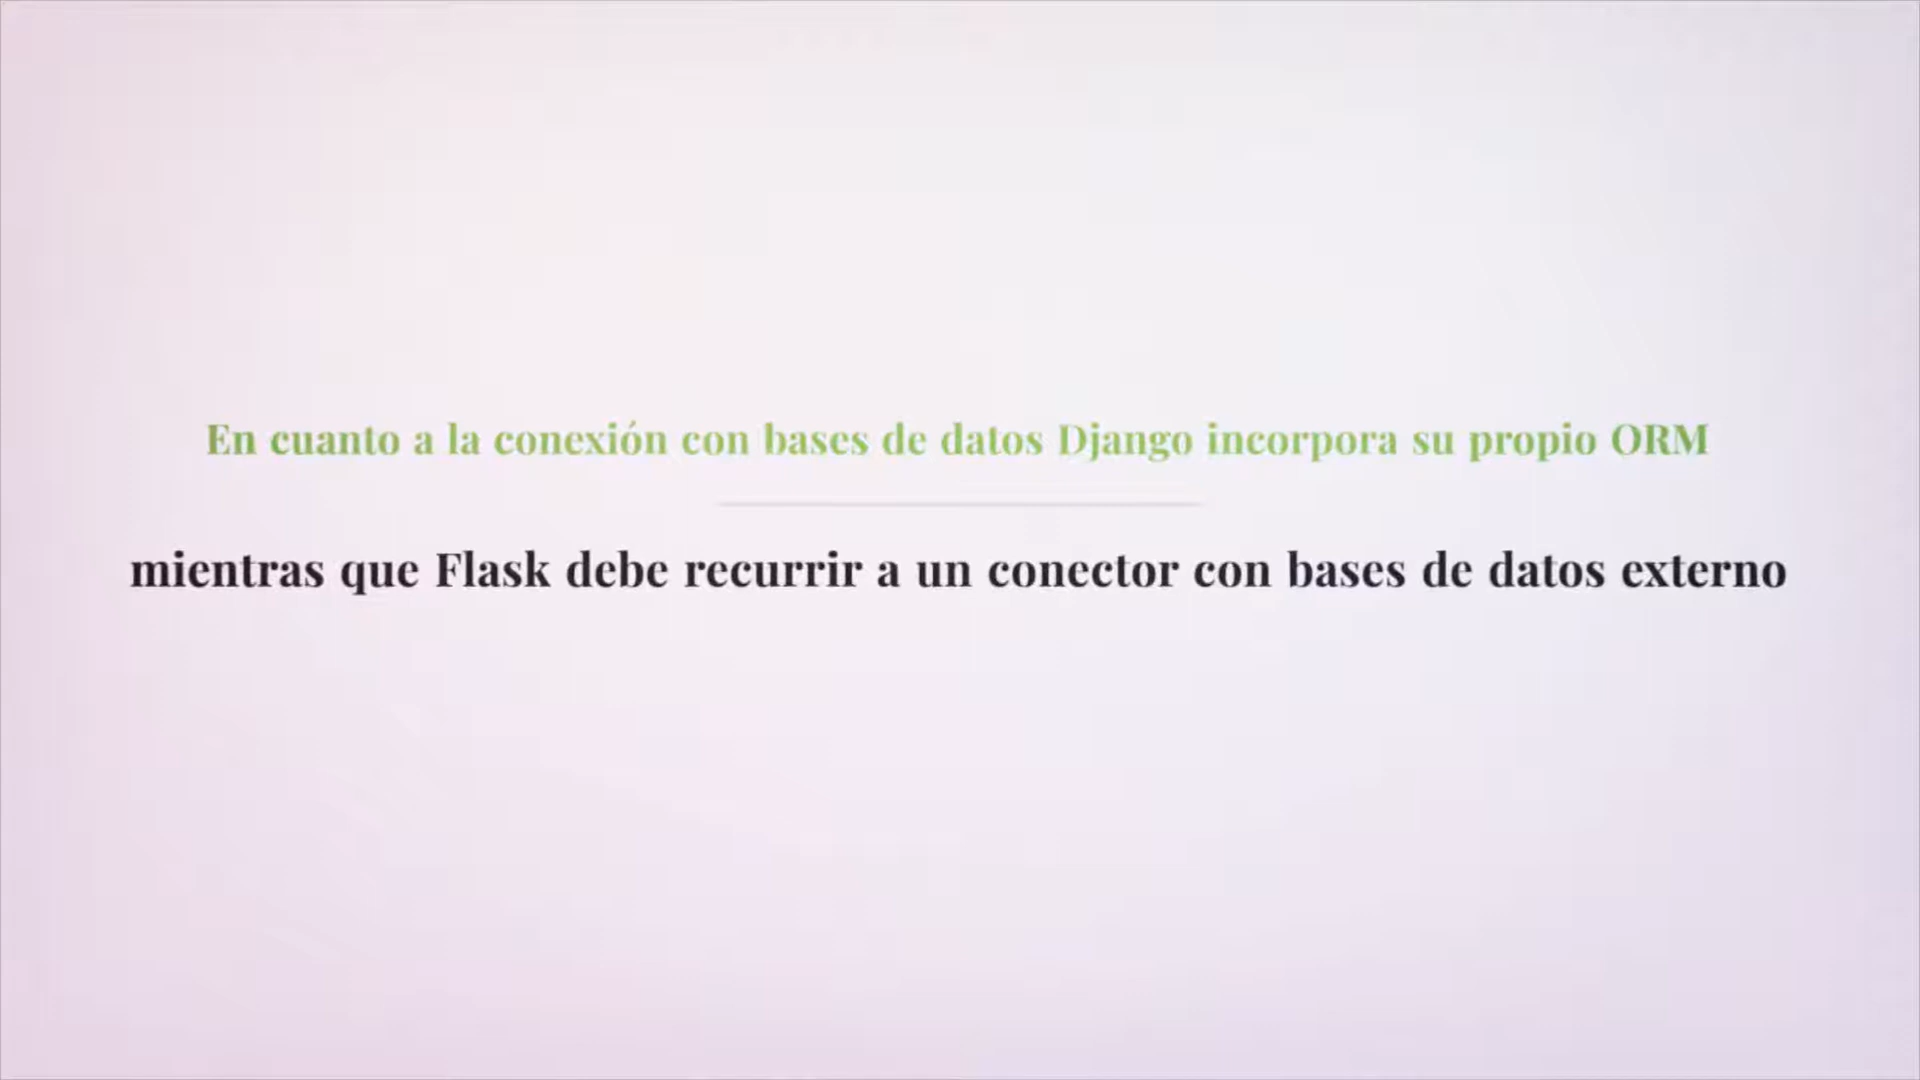 En cuanto a la conexión con bases de datos Django incorpora su propio ORM
mientras que Flask debe recurrir a un conector con bases de datos externo